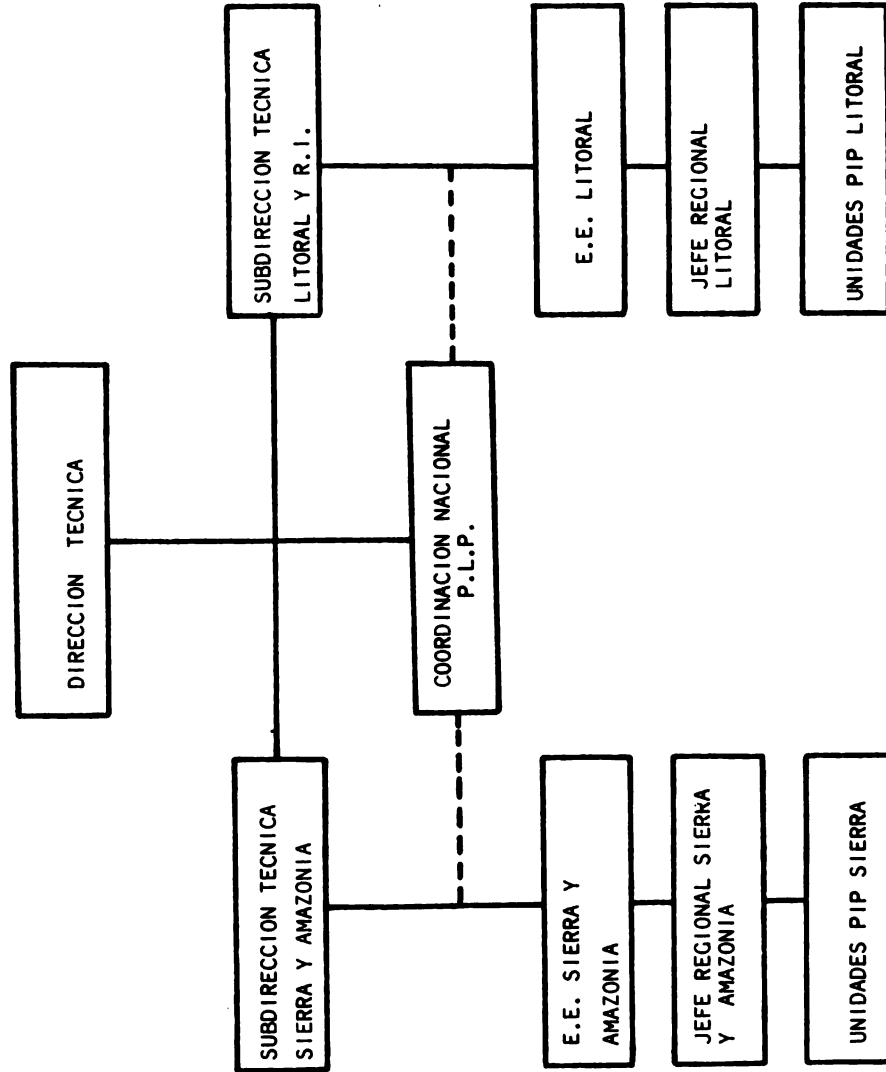 DIRECCION TECNICA
SUBDIRECCION TECNICA
SIERRA Y AMAZONIA
SUBDIRECCION TECNICA
LITORAL Y R.I.
COORDINACION NACIONAL
P.L.P.
E.E. SIERRA Y
AMAZONIA
E.E. LITORAL
JEFE REGIONAL SIERRA
Y AMAZONIA
JEFE REGIONAL
LITORAL
UNIDADES PIP SIERRA
UNIDADES PIP LITORAL